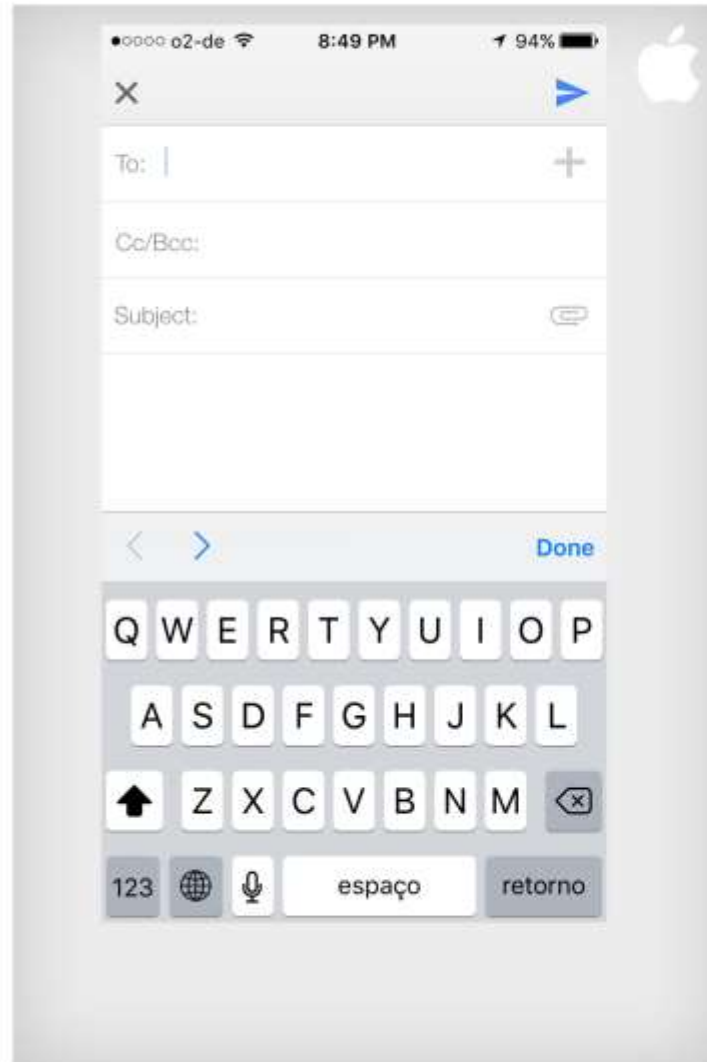 o2-de 8:49 PM 94%
To:
Cc/Bcc:
Subject:
Done
Q W E R T Y U I O P
A S D F G H J K L
Z X C V B N M
123 espaço retorno